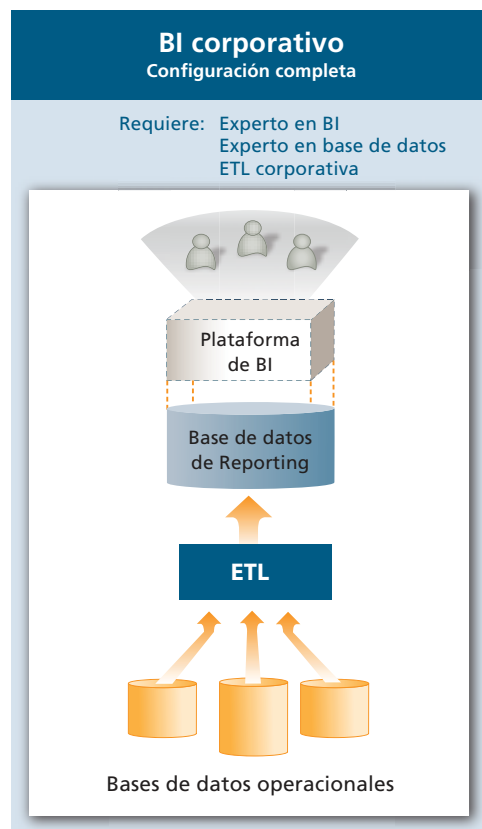 BI corporativo
Configuración completa
Requiere: Experto en BI
Experto en base de datos
ETL corporativa
Plataforma
de BI
Base de datos
de Reporting
ETL
Bases de datos operacionales